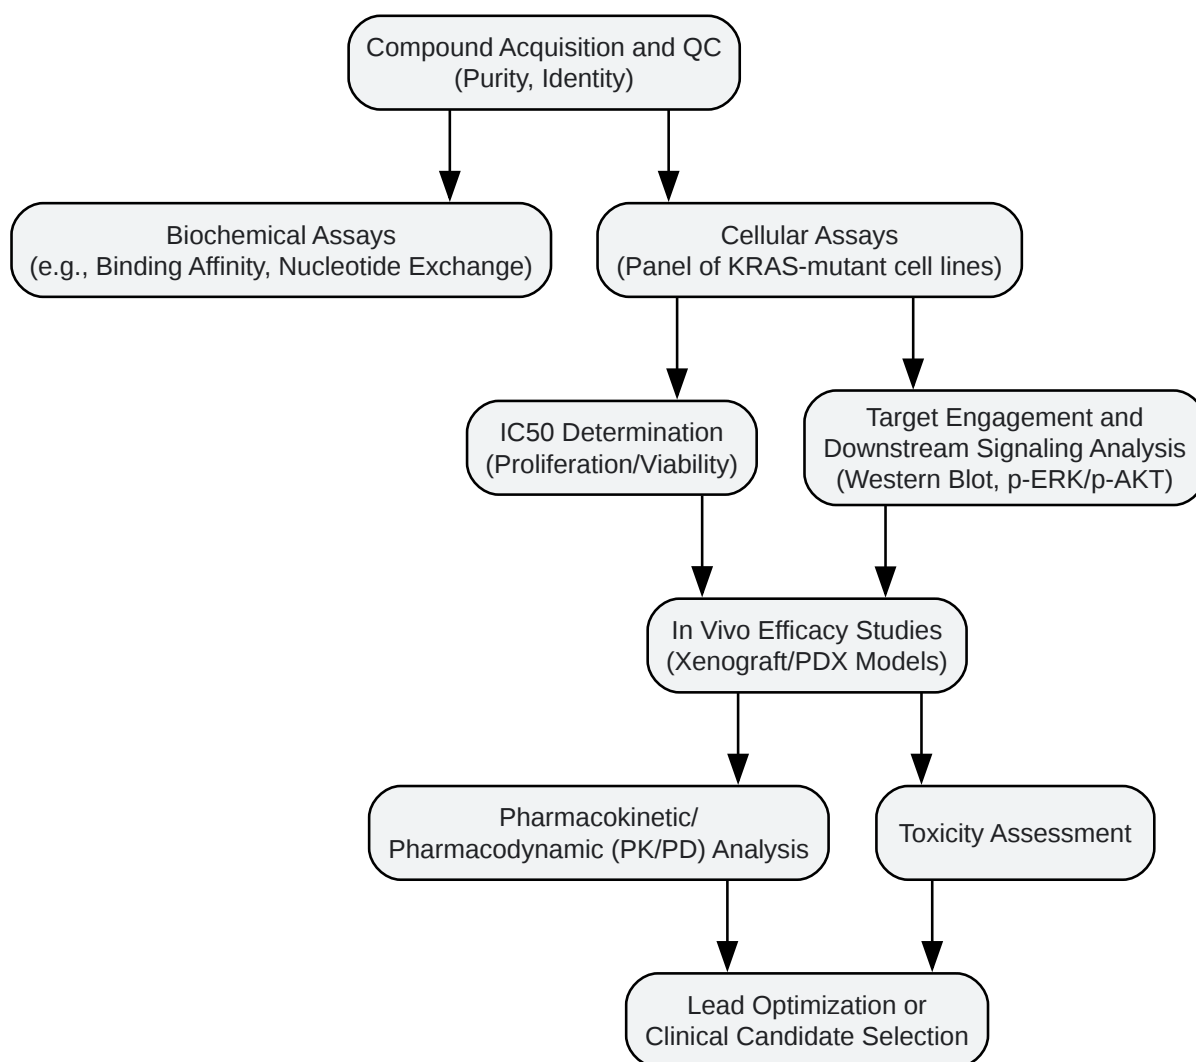 Compound Acquisition and QC
(Purity, Identity)
Biochemical Assays
(e.g., Binding Affinity, Nucleotide Exchange)
Cellular Assays
(Panel of KRAS-mutant cell lines)
IC50 Determination
(Proliferation/Viability)
Target Engagement and
Downstream Signaling Analysis
(Western Blot, p-ERK/p-AKT)
In Vivo Efficacy Studies
(Xenograft/PDX Models)
Pharmacokinetic/
Pharmacodynamic (PK/PD) Analysis
Toxicity Assessment
Lead Optimization or
Clinical Candidate Selection